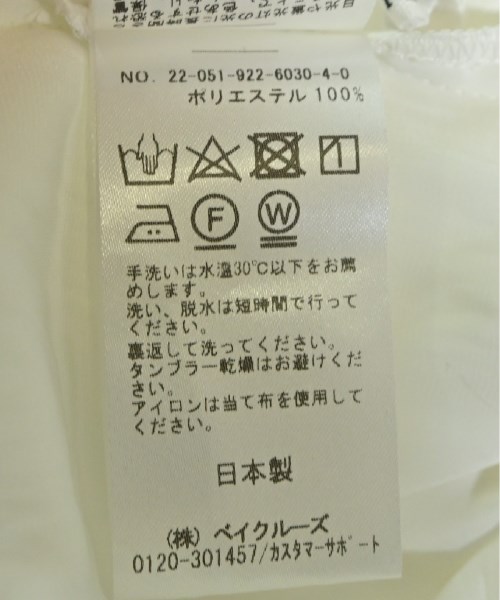 NO. 22-051-922-6030-4-0
ポリエステル 100%
F
W
手洗いは水温30℃以下をお薦
めします。
洗い、脱水は短時間で行って
ください。
裏返して洗ってください。
タンブラー乾燥はお避けくだ
さい。
アイロンは当て布を使用して
ください。
日本製
(株) ベイクルーズ
0120-301457/カスタマーサポート